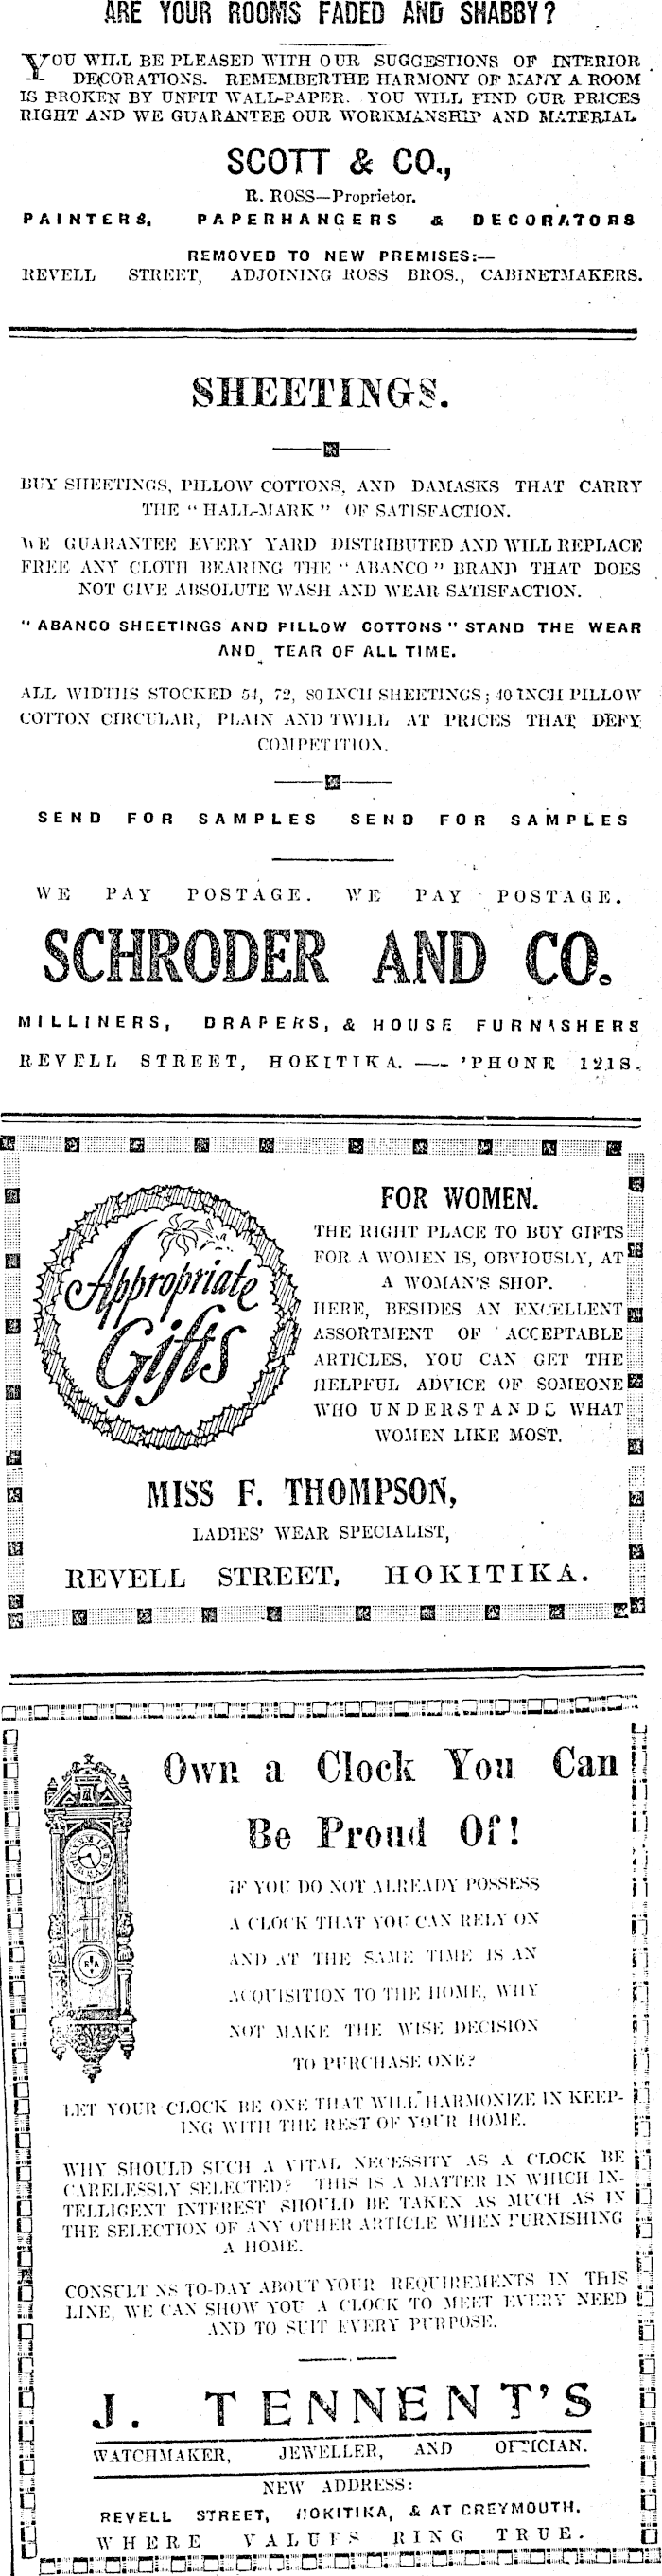 ARE YOUR ROOMS FADED AND SHABBY?
YOU WILL BE PLEASED WITH OUR SUGGESTIONS OF INTERIOR
DECORATIONS. REMEMBERTHE HARMONY OF MANY A ROOM
IS BROKEN BY UNFIT WALL-PAPER. YOU WILL FIND OUR PRICES
RIGHT AND WE GUARANTEE OUR WORKMANSHIP AND MATERIAL
SCOTT & CO.,
R. ROSS—Proprietor.
PAINTERS, PAPERHANGERS & DECORATORS
REMOVED TO NEW PREMISES:—
REVELL STREET, ADJOINING ROSS BROS., CABINETMAKERS.
SHEETINGS.
BUY SHEETINGS, PILLOW COTTONS, AND DAMASKS THAT CARRY
THE "HALL-MARK" OF SATISFACTION.
WE GUARANTEE EVERY YARD DISTRIBUTED AND WILL REPLACE
FREE ANY CLOTH BEARING THE "ABANCO" BRAND THAT DOES
NOT GIVE ABSOLUTE WASH AND WEAR SATISFACTION.
"ABANCO SHEETINGS AND PILLOW COTTONS" STAND THE WEAR
AND TEAR OF ALL TIME.
ALL WIDTHS STOCKED 54, 72, 80 INCH SHEETINGS; 40 INCH PILLOW
COTTON CIRCULAR, PLAIN AND TWILL AT PRICES THAT DEFY
COMPETITION.
SEND FOR SAMPLES SEND FOR SAMPLES
WE PAY POSTAGE. WE PAY POSTAGE.
SCHRODER AND CO.
MILLINERS, DRAPERS, & HOUSE FURNISHERS
REVELL STREET, HOKITIKA. —— 'PHONE 121S.
Appropriate
Gifts
FOR WOMEN.
THE RIGHT PLACE TO BUY GIFTS
FOR A WOMEN IS, OBVIOUSLY, AT
A WOMAN'S SHOP.
HERE, BESIDES AN EXCELLENT
ASSORTMENT OF ACCEPTABLE
ARTICLES, YOU CAN GET THE
HELPFUL ADVICE OF SOMEONE
WHO UNDERSTANDS WHAT
WOMEN LIKE MOST.
MISS F. THOMPSON,
LADIES' WEAR SPECIALIST,
REVELL STREET, HOKITIKA.
Own a Clock You Can
Be Proud Of!
IF YOU DO NOT ALREADY POSSESS
A CLOCK THAT YOU CAN RELY ON
AND AT THE SAME TIME IS AN
ACQUISITION TO THE HOME, WHY
NOT MAKE THE WISE DECISION
TO PURCHASE ONE?
LET YOUR CLOCK BE ONE THAT WILL HARMONIZE IN KEEP-
ING WITH THE REST OF YOUR HOME.
WHY SHOULD SUCH A VITAL NECESSITY AS A CLOCK BE
CARELESSLY SELECTED? THIS IS A MATTER IN WHICH IN-
TELLIGENT INTEREST SHOULD BE TAKEN AS MUCH AS IN
THE SELECTION OF ANY OTHER ARTICLE WHEN FURNISHING
A HOME.
CONSULT NS TO-DAY ABOUT YOUR REQUIREMENTS IN THIS
LINE, WE CAN SHOW YOU A CLOCK TO MEET EVERY NEED
AND TO SUIT EVERY PURPOSE.
J. TENNENT'S
WATCHMAKER, JEWELLER, AND OPTICIAN.
NEW ADDRESS:
REVELL STREET, HOKITIKA, & AT GREYMOUTH.
WHERE VALUES RING TRUE.